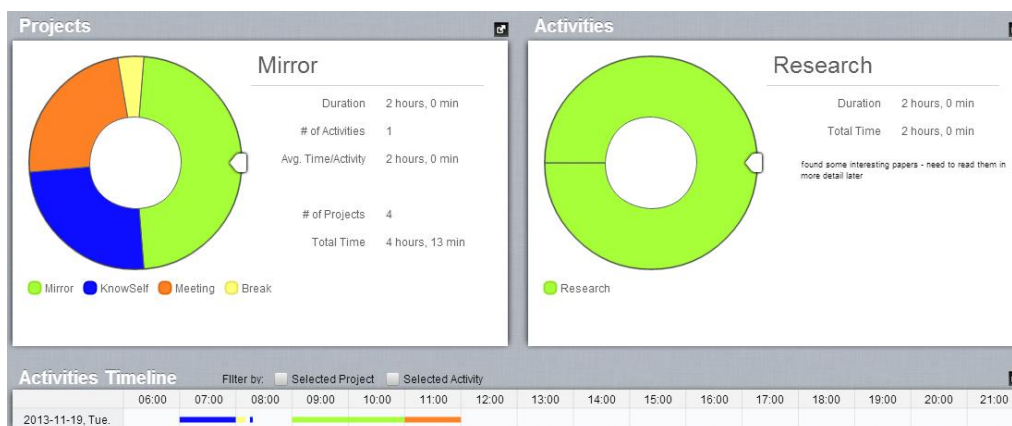 Projects
Mirror
Duration 2 hours, 0 min
# of Activities 1
Avg. Time/Activity 2 hours, 0 min
# of Projects 4
Total Time 4 hours, 13 min
Mirror KnowSelf Meeting Break
Activities
Research
Duration 2 hours, 0 min
Total Time 2 hours, 0 min
found some interesting papers - need to read them in
more detail later
Research
Activities Timeline Filter by: Selected Project Selected Activity
06:00 07:00 08:00 09:00 10:00 11:00 12:00 13:00 14:00 15:00 16:00 17:00 18:00 19:00 20:00 21:00
2013-11-19, Tue.